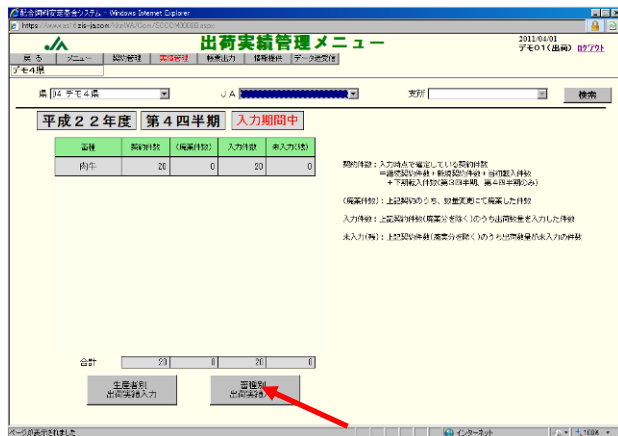 配合飼料安定基金システム - Windows Internet Explorer
出荷実績管理メニュー
2011/04/01
デモ01(出荷) ログアウト
戻る メニュー 契約管理 実績管理 帳票出力 情報提供 データ送受信
デモ4県
県 04 デモ4県 JA 支所 検索
平成22年度 第4四半期 入力期間中
畜種 契約件数 (廃業件数) 入力件数 未入力(残)
肉牛 20 0 20 0
契約件数:入力時点で確定している契約件数
=継続契約件数+新規契約件数+当初載入件数
+下期載入件数(第3四半期、第4四半期のみ)
(廃業件数):上記契約のうち、数量変更にて廃業した件数
入力件数:上記契約件数(廃業分を除く)のうち出荷数量を入力した件数
未入力(残):上記契約件数(廃業分を除く)のうち出荷数量が未入力の件数
合計 20 0 20 0
生産者別 畜種別
出荷実績入力 出荷実績
ページが表示されました
インターネット 100%